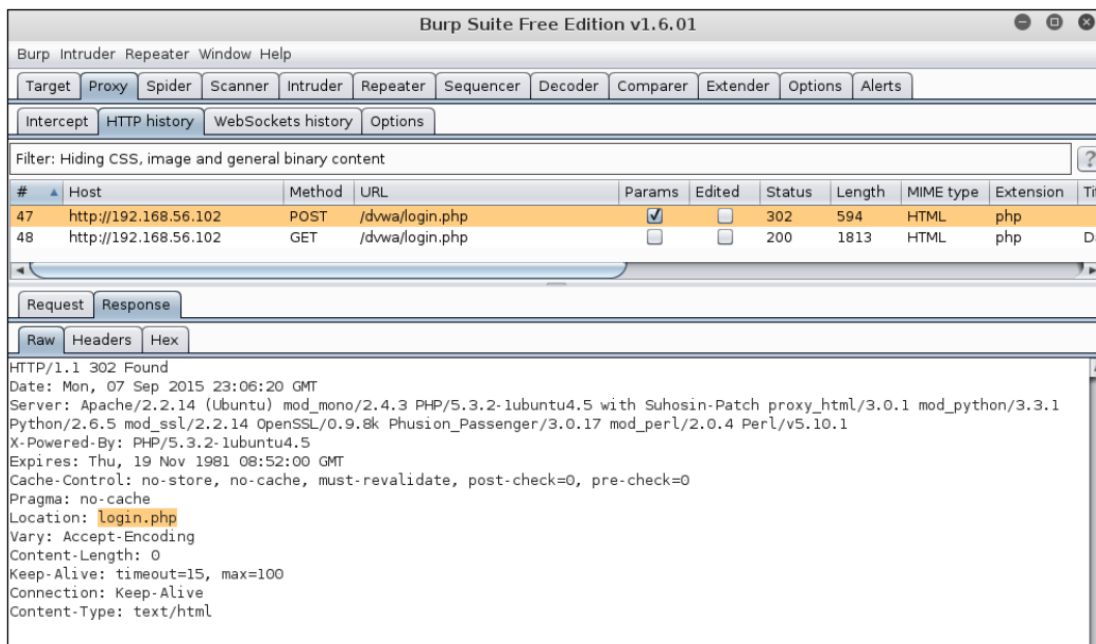 Burp Suite Free Edition v1.6.01
Burp Intruder Repeater Window Help
Target Proxy Spider Scanner Intruder Repeater Sequencer Decoder Comparer Extender Options Alerts
Intercept HTTP history WebSockets history Options
Filter: Hiding CSS, image and general binary content ?
# Host Method URL Params Edited Status Length MIME type Extension
47 http://192.168.56.102 POST /dvwa/login.php 302 594 HTML php
48 http://192.168.56.102 GET /dvwa/login.php 200 1813 HTML php
Request Response
Raw Headers Hex
HTTP/1.1 302 Found
Date: Mon, 07 Sep 2015 23:06:20 GMT
Server: Apache/2.2.14 (Ubuntu) mod_mono/2.4.3 PHP/5.3.2-1ubuntu4.5 with Suhosin-Patch proxy_html/3.0.1 mod_python/3.3.1
Python/2.6.5 mod_ssl/2.2.14 OpenSSL/0.9.8k Phusion_Passenger/3.0.17 mod_perl/2.0.4 Perl/v5.10.1
X-Powered-By: PHP/5.3.2-1ubuntu4.5
Expires: Thu, 19 Nov 1981 08:52:00 GMT
Cache-Control: no-store, no-cache, must-revalidate, post-check=0, pre-check=0
Pragma: no-cache
Location: login.php
Vary: Accept-Encoding
Content-Length: 0
Keep-Alive: timeout=15, max=100
Connection: Keep-Alive
Content-Type: text/html